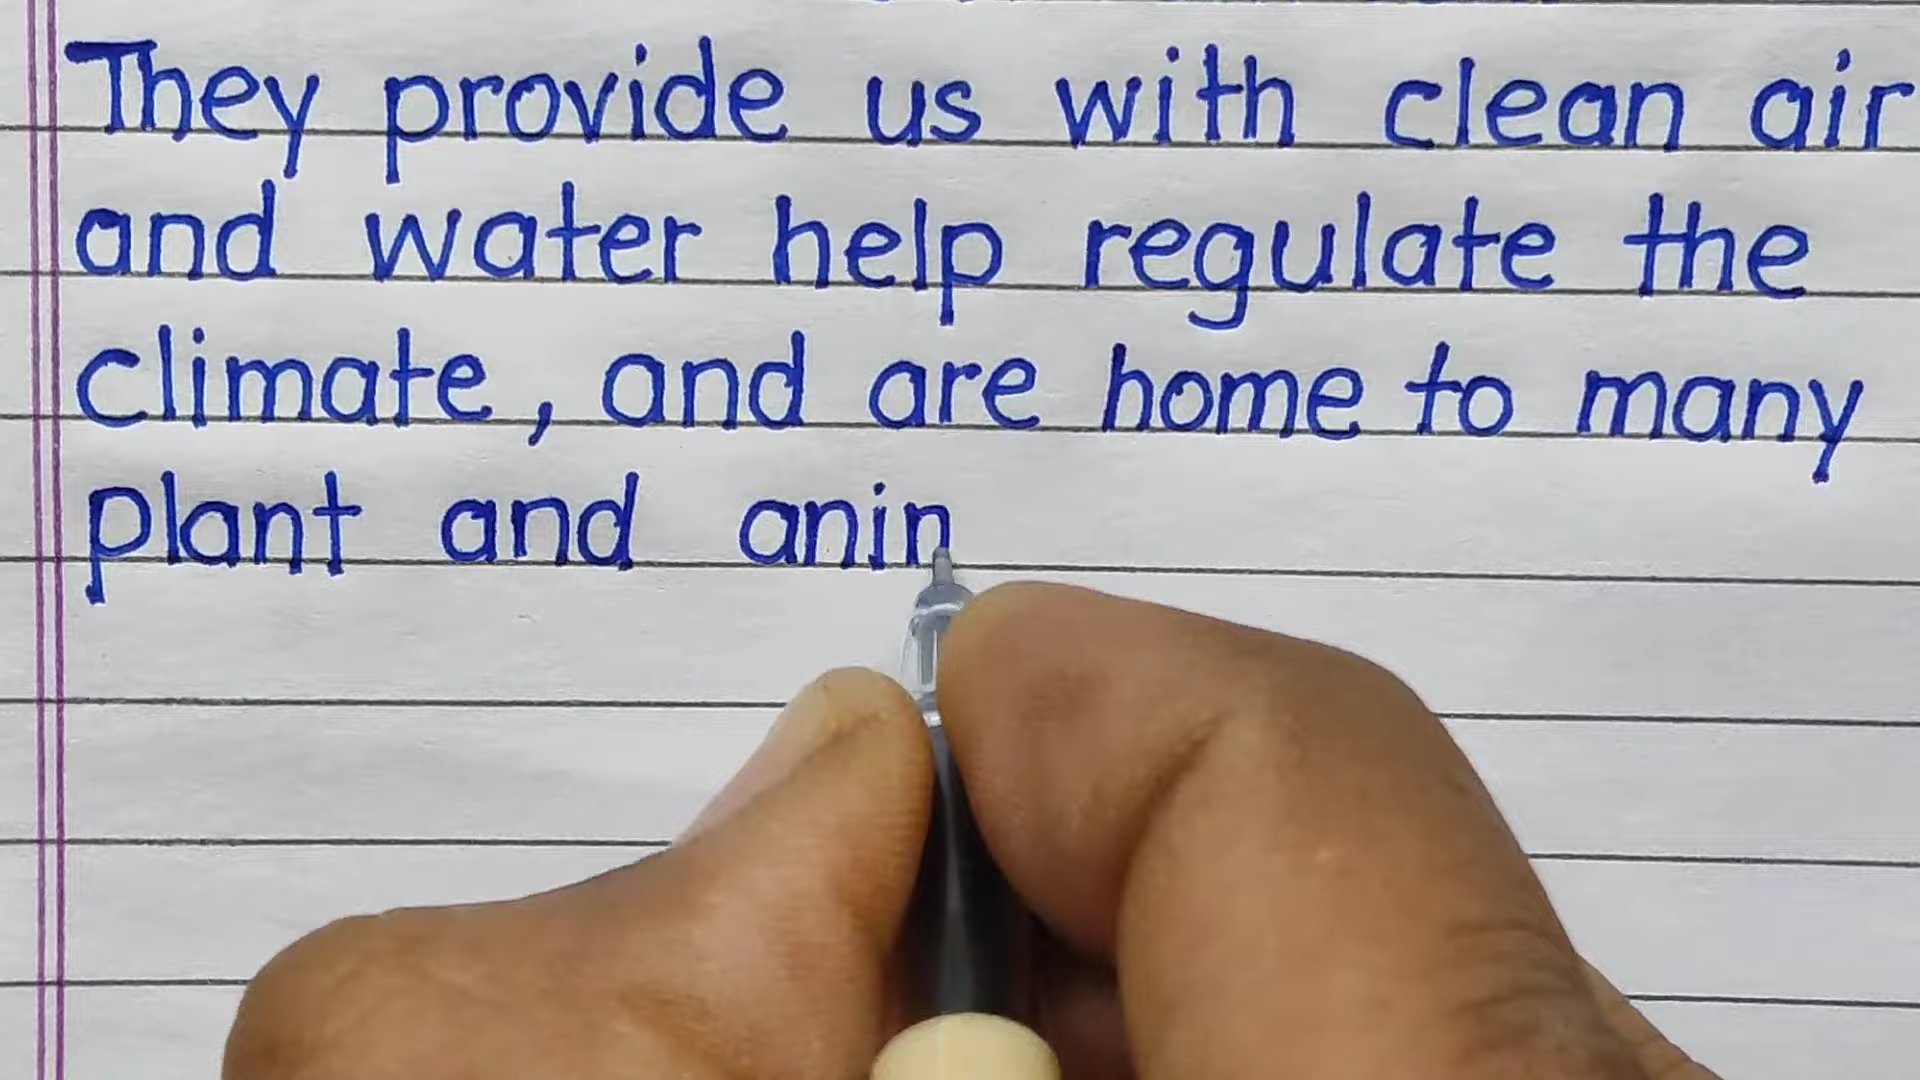 They provide us with clean air
and water help regulate the
climate, and are home to many
plant and anin